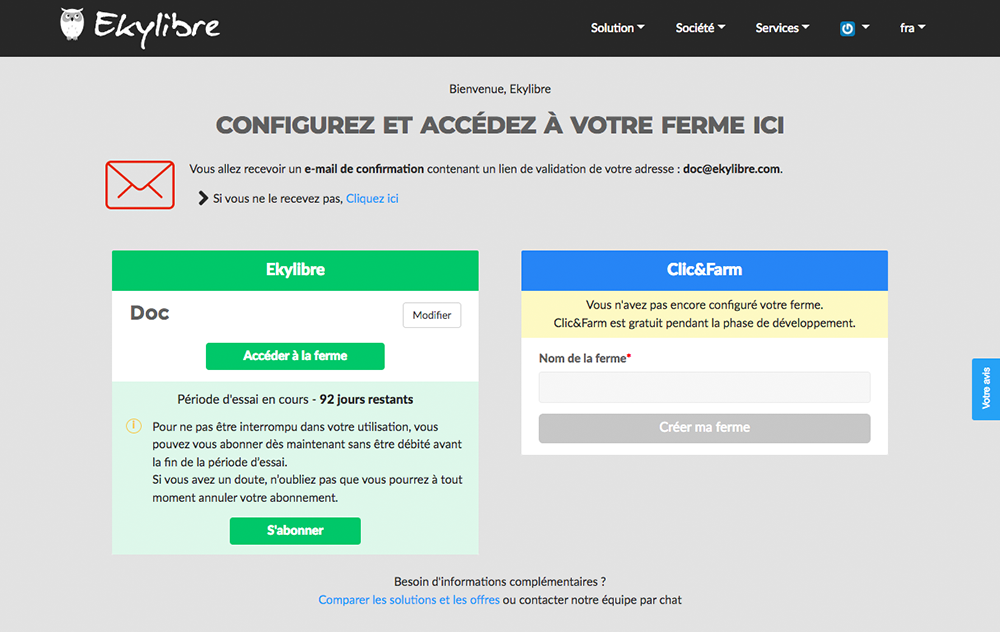 Ekylibre
Solution
Société
Services
fra
Bienvenue, Ekylibre
CONFIGUREZ ET ACCÉDEZ À VOTRE FERME ICI
Vous allez recevoir un e-mail de confirmation contenant un lien de validation de votre adresse : doc@ekylibre.com.
Si vous ne le recevez pas, Cliquez ici
Ekylibre
Doc
Modifier
Accéder à la ferme
Période d'essai en cours - 92 jours restants
Pour ne pas être interrompu dans votre utilisation, vous
pouvez vous abonner dès maintenant sans être débité avant
la fin de la période d'essai.
Si vous avez un doute, n'oubliez pas que vous pourrez à tout
moment annuler votre abonnement.
S'abonner
Clic&Farm
Vous n'avez pas encore configuré votre ferme.
Clic&Farm est gratuit pendant la phase de développement.
Nom de la ferme*
Créer ma ferme
Votre avis
Besoin d'informations complémentaires ?
Comparer les solutions et les offres ou contacter notre équipe par chat